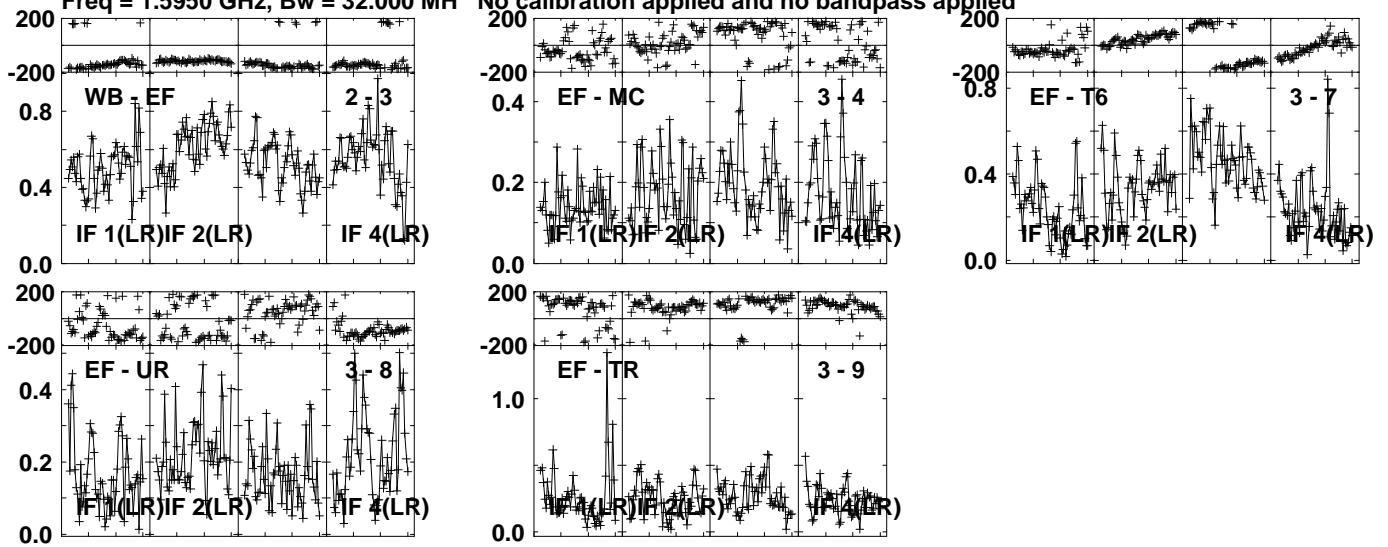 Freq = 1.5950 GHz, Bw = 32.000 MH No calibration applied and no bandpass applied
200
-200
WB - EF 2 - 3
0.8
0.4
0.0
IF 1(LR) IF 2(LR) IF 4(LR)
200
-200
EF - MC 3 - 4
0.4
0.2
0.0
IF 1(LR) IF 2(LR) IF 4(LR)
200
-200
EF - T6 3 - 7
0.8
0.4
0.0
IF 1(LR) IF 2(LR) IF 4(LR)
200
-200
EF - UR 3 - 8
0.4
0.2
0.0
IF 1(LR) IF 2(LR) IF 4(LR)
200
-200
EF - TR 3 - 9
1.0
0.0
IF 1(LR) IF 2(LR) IF 4(LR)